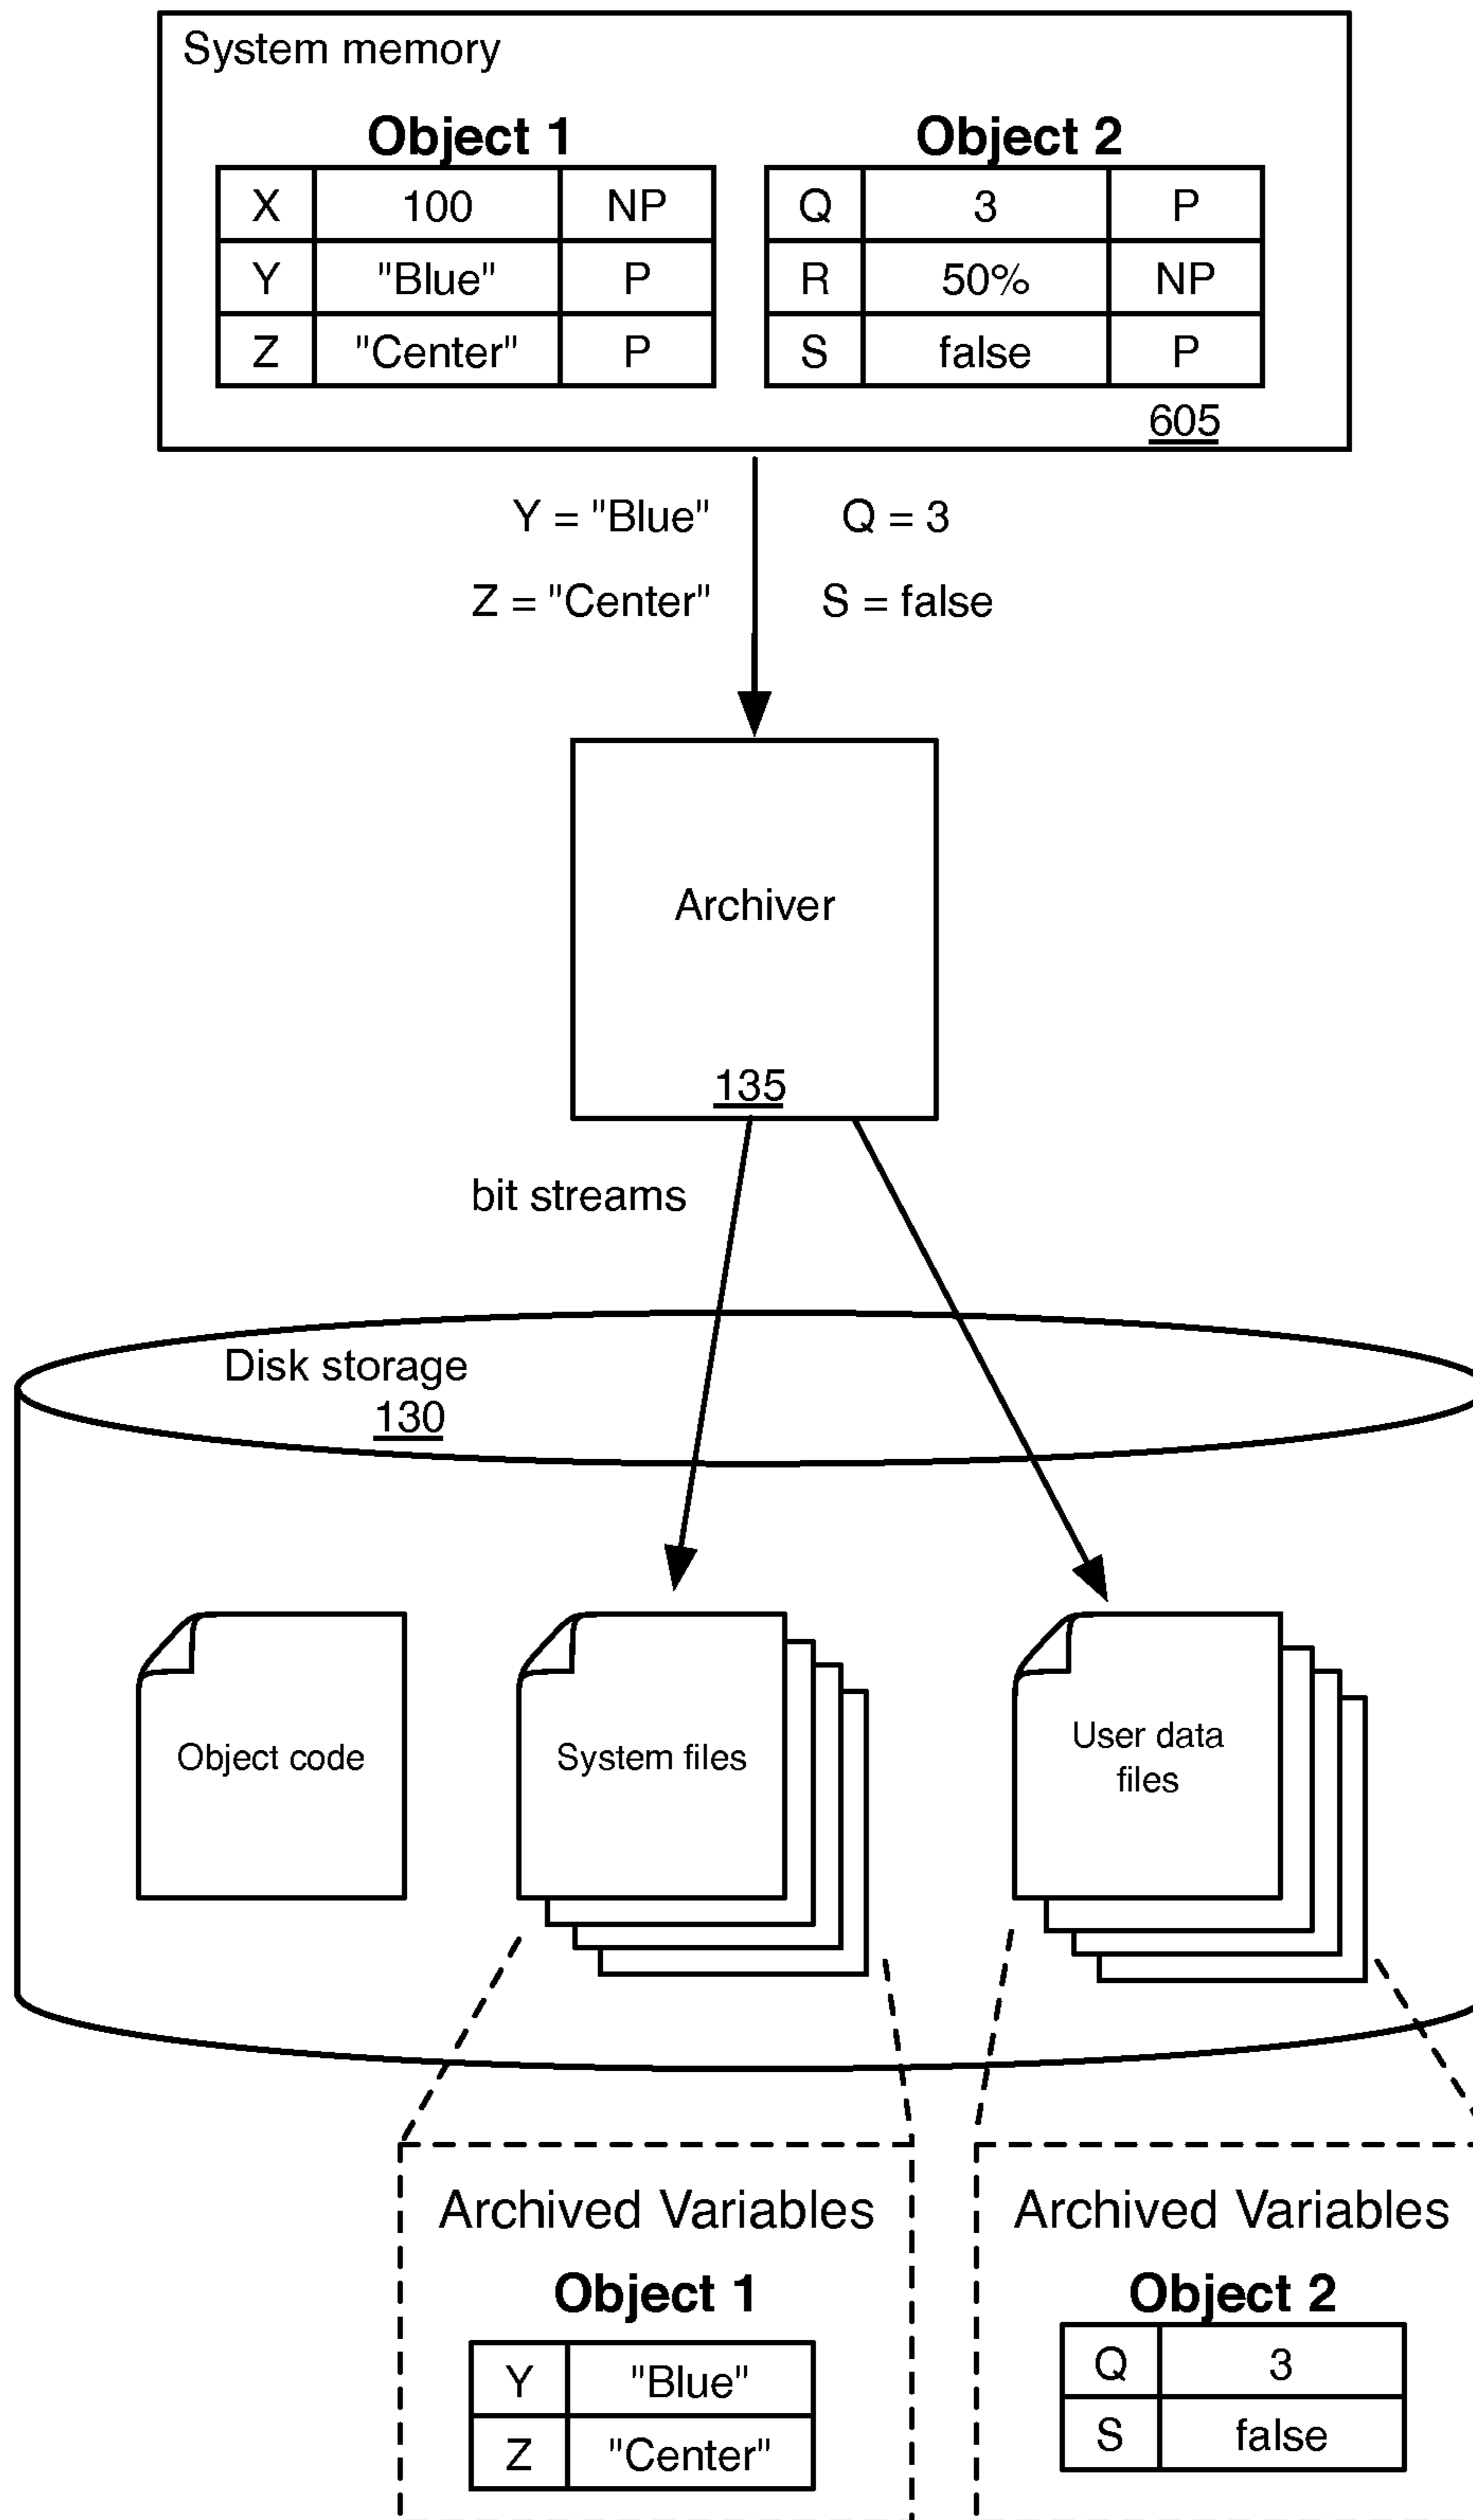 System memory
Object 1 Object 2
X 100 NP Q 3 P
Y "Blue" P R 50% NP
Z "Center" P S false P
605
Y = "Blue" Q = 3
Z = "Center" S = false
Archiver
135
bit streams
Disk storage
130
Object code
System files
User data
files
Archived Variables Archived Variables
Object 1 Object 2
Y "Blue" Q 3
Z "Center" S false